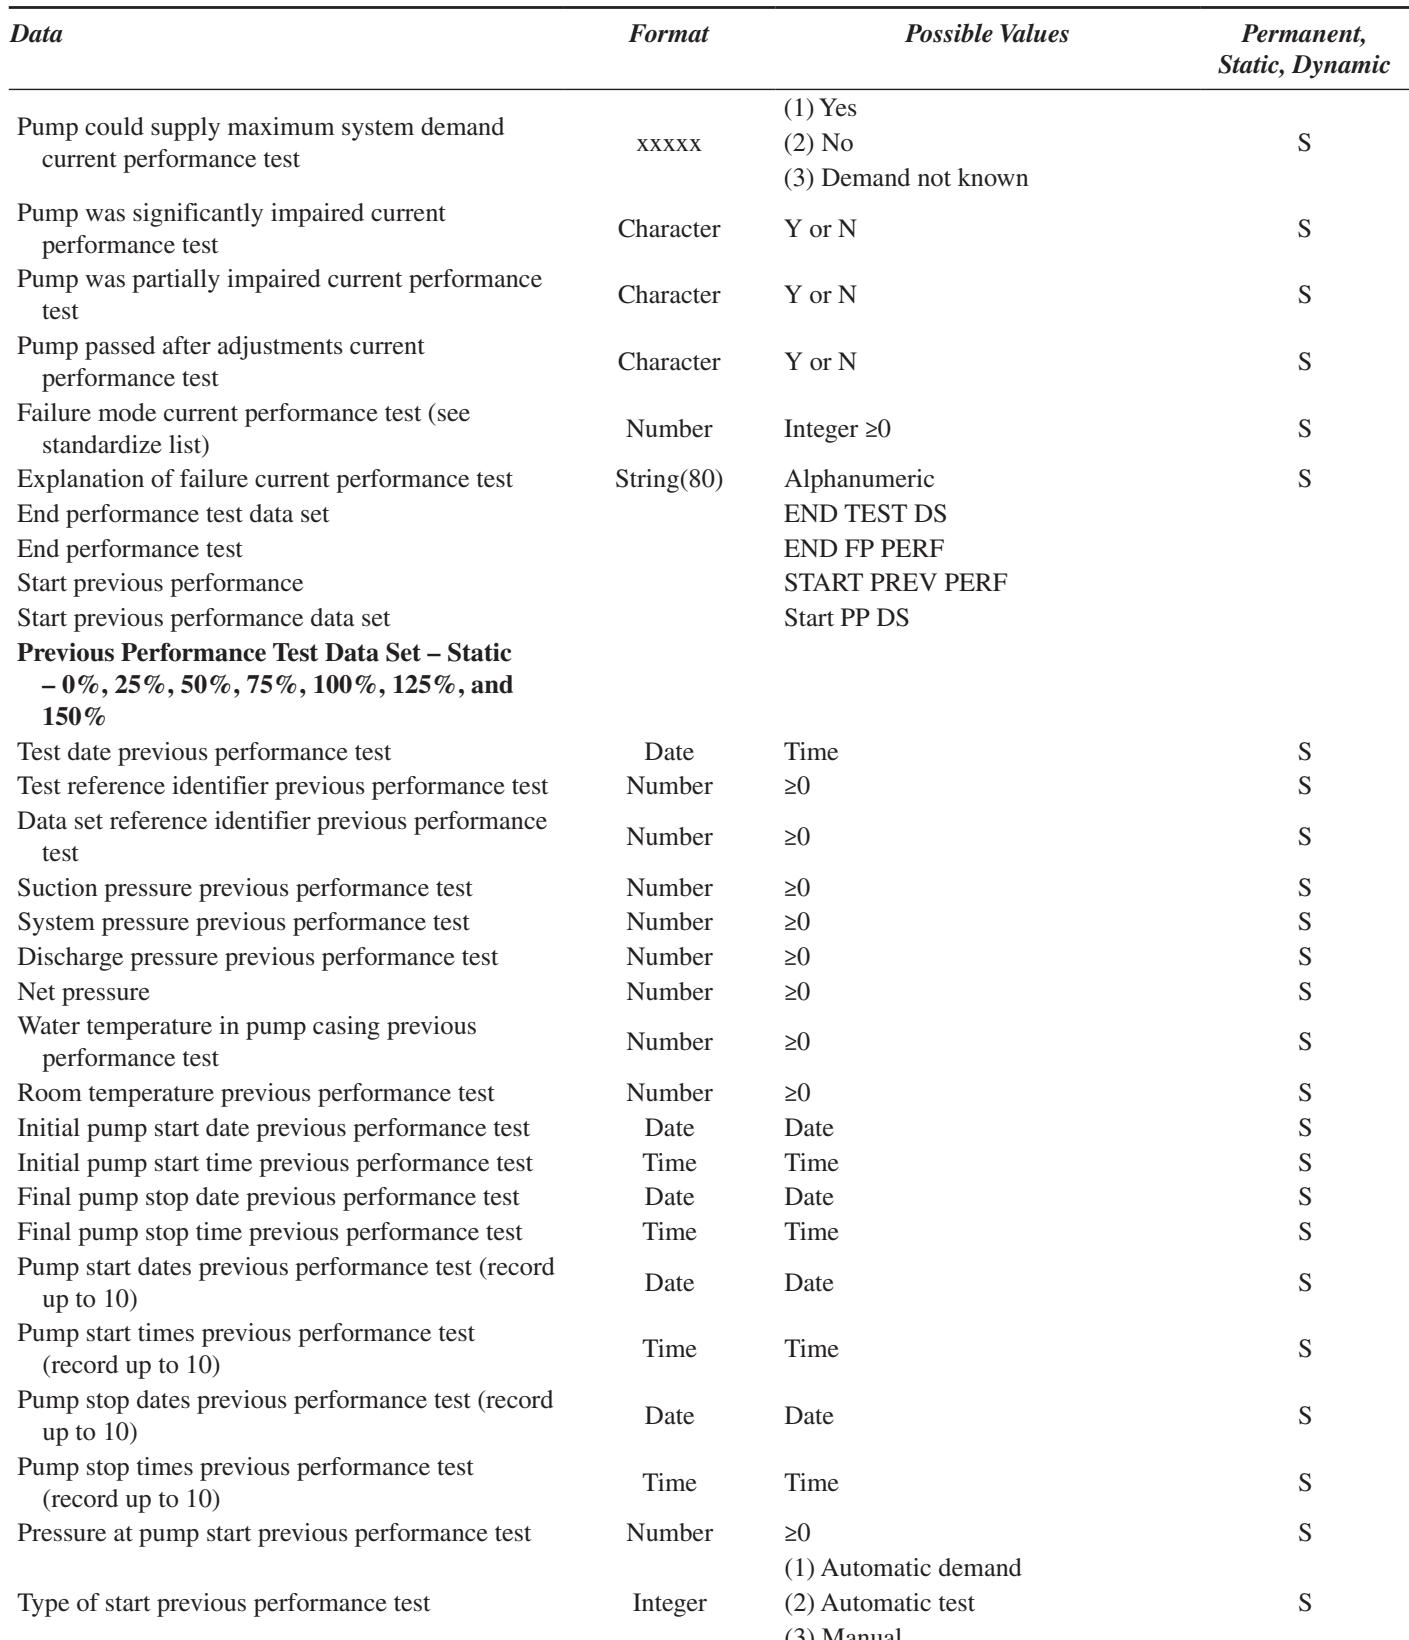 Data Format Possible Values Permanent,
Static, Dynamic
Pump could supply maximum system demand
current performance test xxxxx (1) Yes
(2) No S
(3) Demand not known
Pump was significantly impaired current
performance test Character Y or N S
Pump was partially impaired current performance
test Character Y or N S
Pump passed after adjustments current
performance test Character Y or N S
Failure mode current performance test (see
standardize list) Number Integer ≥0 S
Explanation of failure current performance test String(80) Alphanumeric S
End performance test data set END TEST DS
End performance test END FP PERF
Start previous performance START PREV PERF
Start previous performance data set Start PP DS
Previous Performance Test Data Set – Static
– 0%, 25%, 50%, 75%, 100%, 125%, and
150%
Test date previous performance test Date Time S
Test reference identifier previous performance test Number ≥0 S
Data set reference identifier previous performance
test Number ≥0 S
Suction pressure previous performance test Number ≥0 S
System pressure previous performance test Number ≥0 S
Discharge pressure previous performance test Number ≥0 S
Net pressure Number ≥0 S
Water temperature in pump casing previous
performance test Number ≥0 S
Room temperature previous performance test Number ≥0 S
Initial pump start date previous performance test Date Date S
Initial pump start time previous performance test Time Time S
Final pump stop date previous performance test Date Date S
Final pump stop time previous performance test Time Time S
Pump start dates previous performance test (record
up to 10) Date Date S
Pump start times previous performance test
(record up to 10) Time Time S
Pump stop dates previous performance test (record
up to 10) Date Date S
Pump stop times previous performance test
(record up to 10) Time Time S
Pressure at pump start previous performance test Number ≥0 S
(1) Automatic demand
Type of start previous performance test Integer (2) Automatic test S
(3) Manual